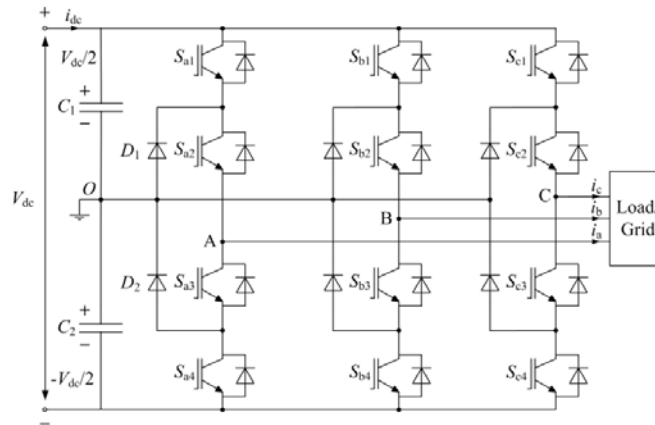 +
i_dc
V_dc/2
S_a1
S_b1
S_c1
+
C_1
−
D_1
S_a2
S_b2
S_c2
O
V_dc
C
i_c
B
i_b
Load/
Grid
A
i_a
D_2
S_a3
S_b3
S_c3
+
C_2
−
-V_dc/2
S_a4
S_b4
S_c4
−